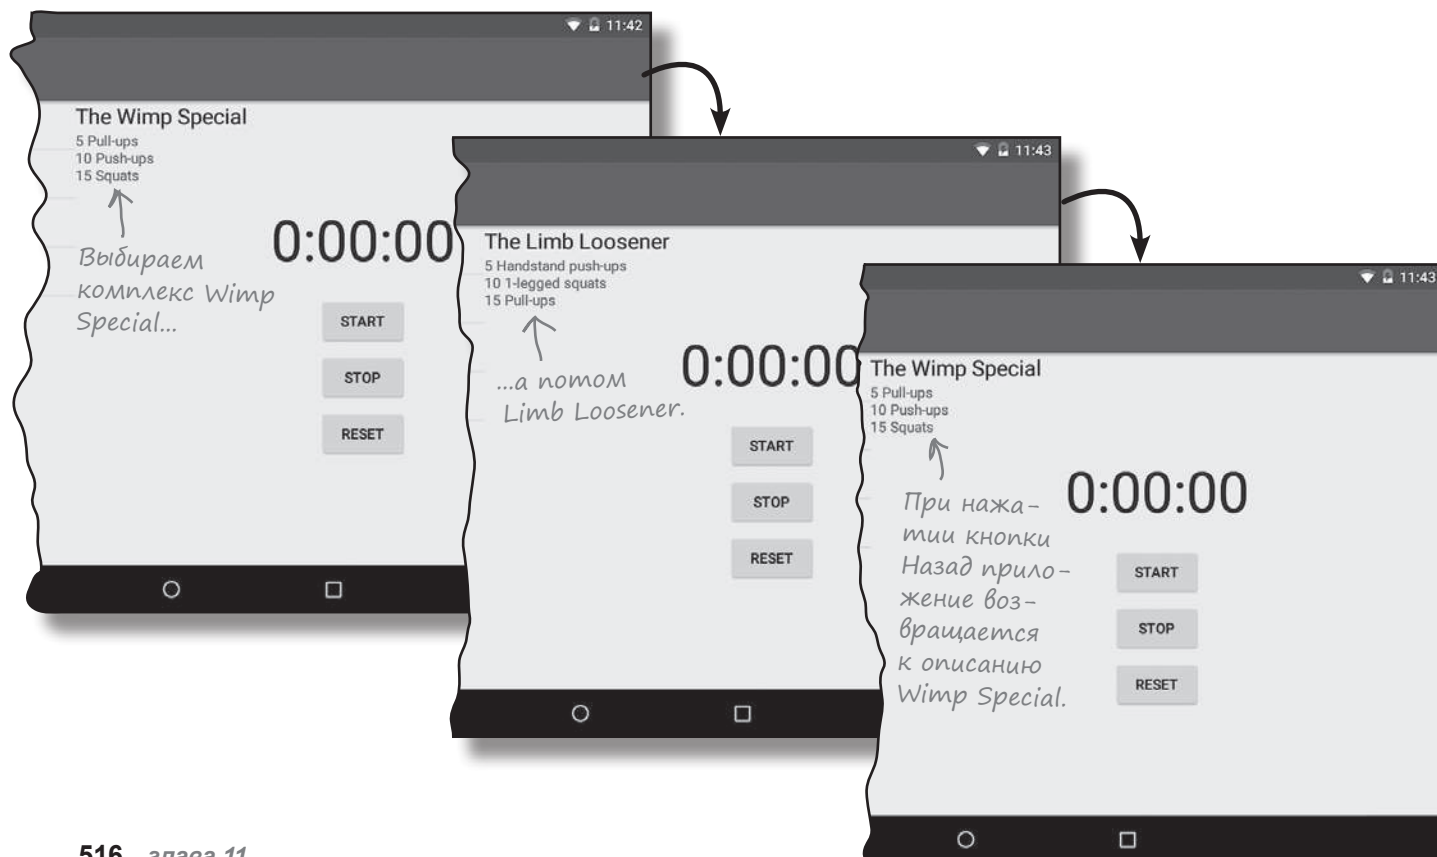 11:42
The Wimp Special
5 Pull-ups
10 Push-ups
15 Squats
0:00:00
Выбираем
комплекс Wimp
Special...
START
STOP
RESET
11:43
The Limb Loosener
5 Handstand push-ups
10 1-legged squats
15 Pull-ups
0:00:00
...а потом
Limb Loosener.
START
STOP
RESET
11:43
The Wimp Special
5 Pull-ups
10 Push-ups
15 Squats
0:00:00
При нажа-
тии кнопки
Назад прило-
жение воз-
вращается
к описанию
Wimp Special.
START
STOP
RESET
516 глава 11